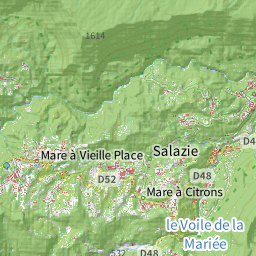 1614
Mare à Vieille Place
Salazie
D4
D52
D48
Mare à Citrons
le Voile de la
Mariée
D48